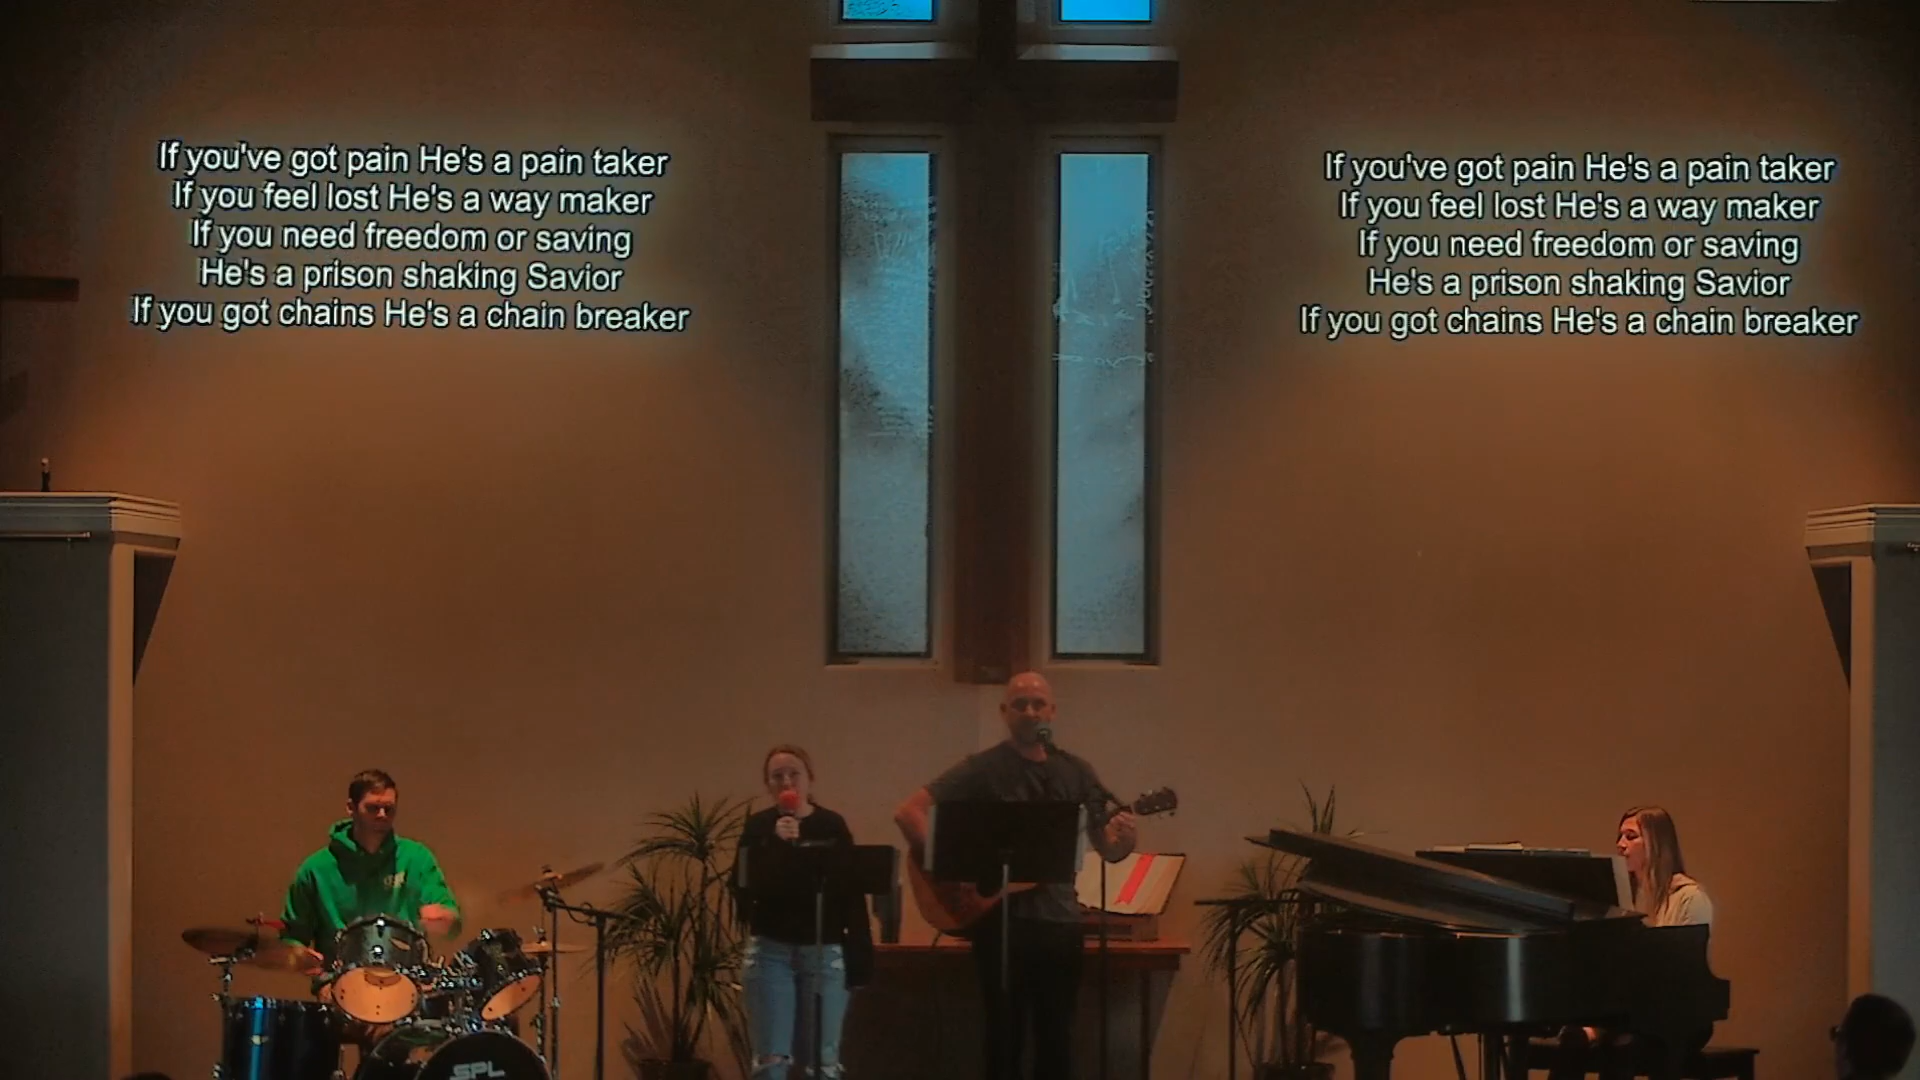 If you've got pain He's a pain taker
If you feel lost He's a way maker
If you need freedom or saving
He's a prison shaking Savior
If you got chains He's a chain breaker
If you've got pain He's a pain taker
If you feel lost He's a way maker
If you need freedom or saving
He's a prison shaking Savior
If you got chains He's a chain breaker
SPL